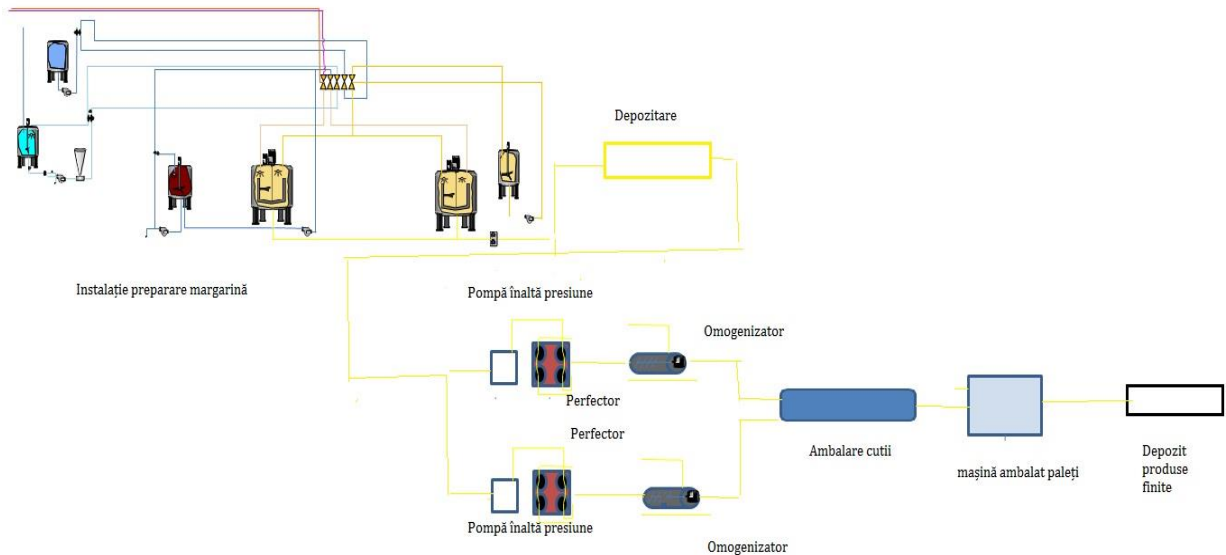 Depozitare
Instalație preparare margarină
Pompă înaltă presiune
Omogenizator
Perfector
Perfector
Ambalare cutii
mașină ambalat paleți
Depozit
produse
finite
Pompă înaltă presiune
Omogenizator